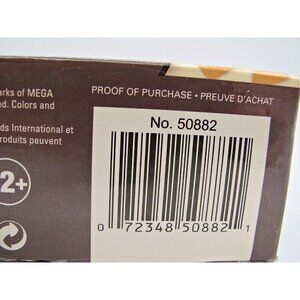 rks of MEGA
ed. Colors and
ds International et
roduits peuvent
2+
PROOF OF PURCHASE • PREUVE D'ACHAT
No. 50882
0 72348 50882 1